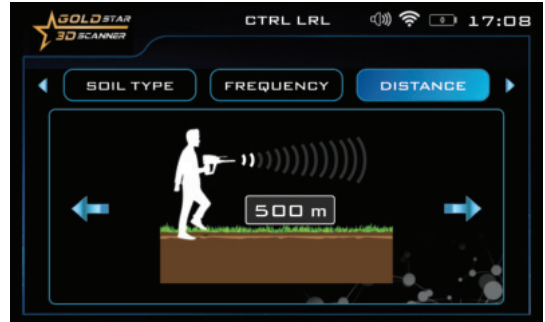 GOLD STAR
3D SCANNER
CTRL LRL
17:08
SOIL TYPE
FREQUENCY
DISTANCE
500 m